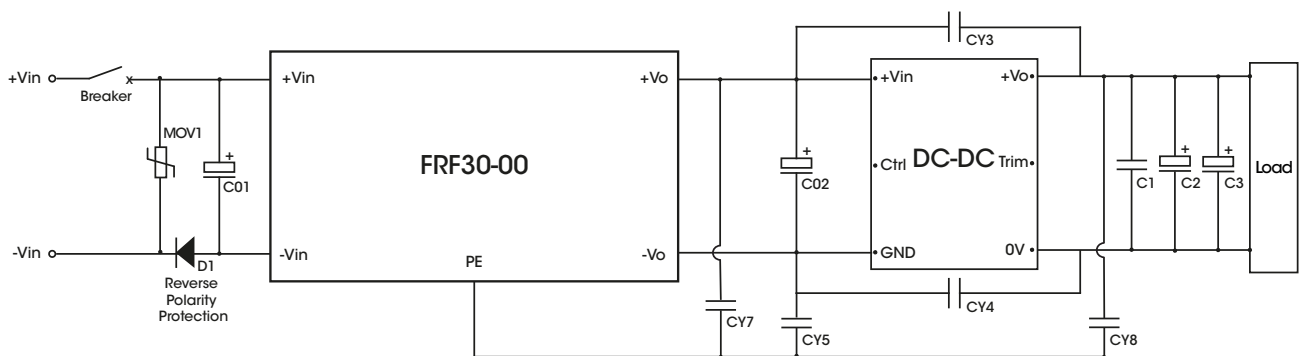 CY3
+Vin
Breaker
+Vin
+Vo
+Vin
+Vo
MOV1
+
C01
FRF30-00
+
C02
Ctrl
DC-DC
Trim
C1
+
C2
+
C3
Load
-Vin
D1
Reverse
Polarity
Protection
-Vin
PE
-Vo
GND
0V
CY7
CY5
CY4
CY8